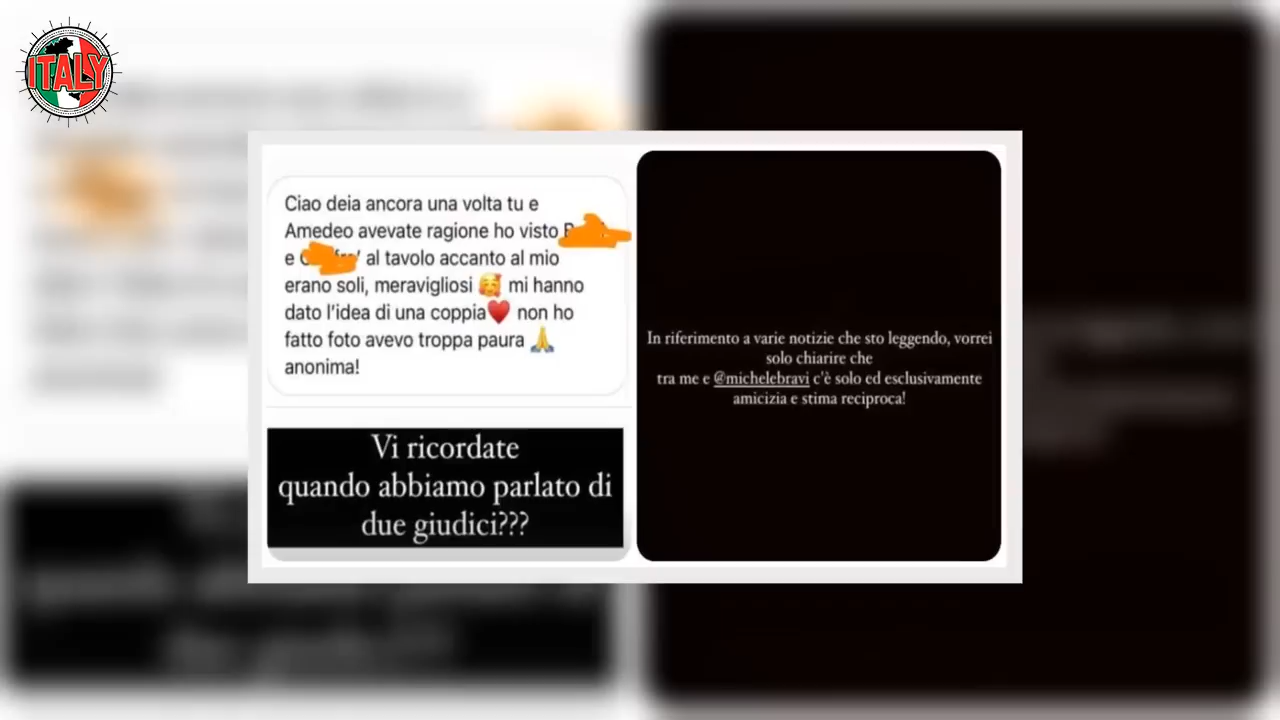 ITALY
Ciao deia ancora una volta tu e
Amedeo avevate ragione ho visto
e al tavolo accanto al mio
erano soli, meravigliosi 🥰 mi hanno
dato l'idea di una coppia❤️ non ho
fatto foto avevo troppa paura 🙏
anonima!
Vi ricordate
quando abbiamo parlato di
due giudici???
In riferimento a varie notizie che sto leggendo, vorrei
solo chiarire che
tra me e @michelebravi c'è solo ed esclusivamente
amicizia e stima reciproca!